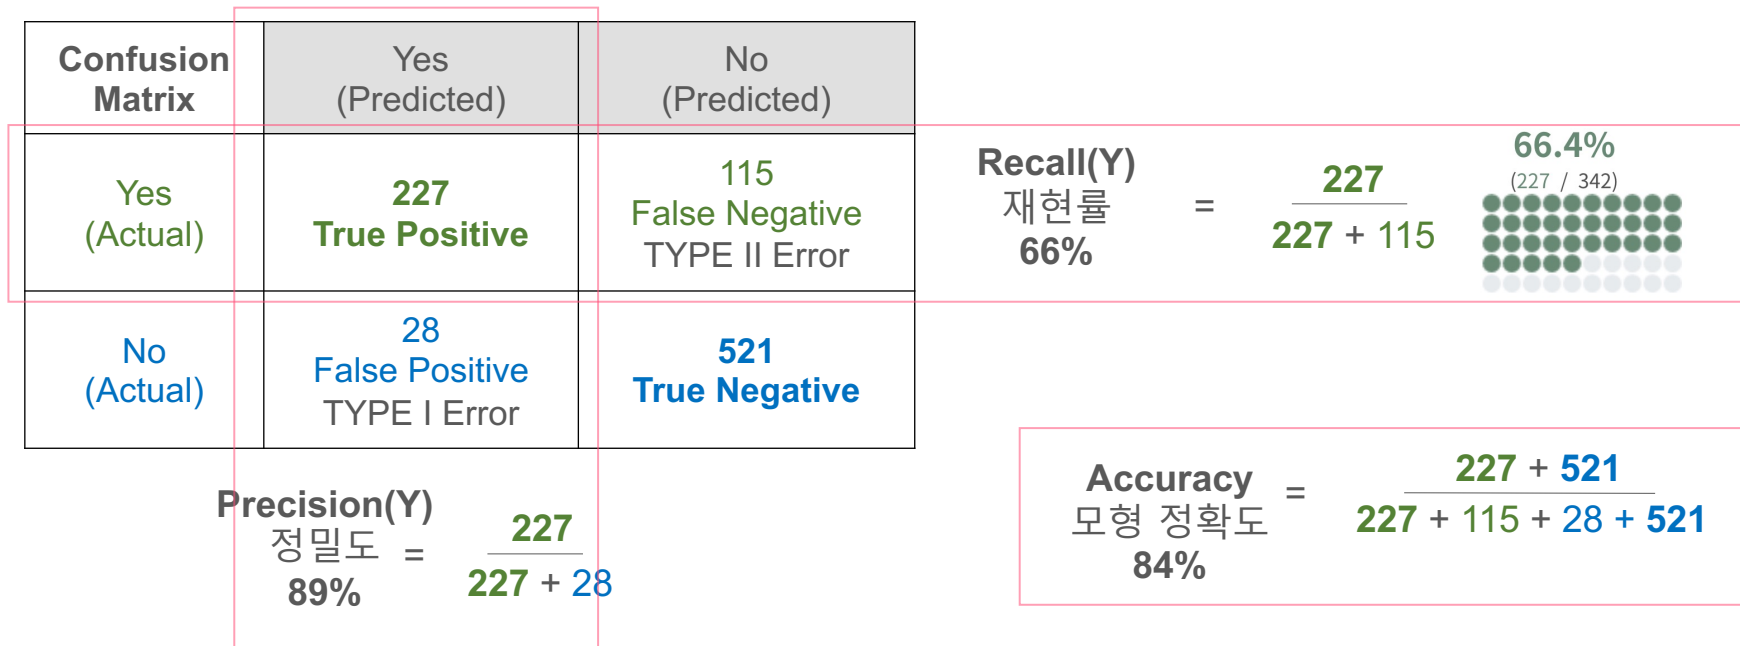 Confusion
Matrix
Yes
(Predicted)
No
(Predicted)
Yes
(Actual)
227
True Positive
115
False Negative
TYPE II Error
Recall(Y)
재현률
66%
=
227
227 + 115
66.4%
(227 / 342)
No
(Actual)
28
False Positive
TYPE I Error
521
True Negative
Precision(Y)
정밀도
89%
=
227
227 + 28
Accuracy
모형 정확도
84%
=
227 + 521
227 + 115 + 28 + 521